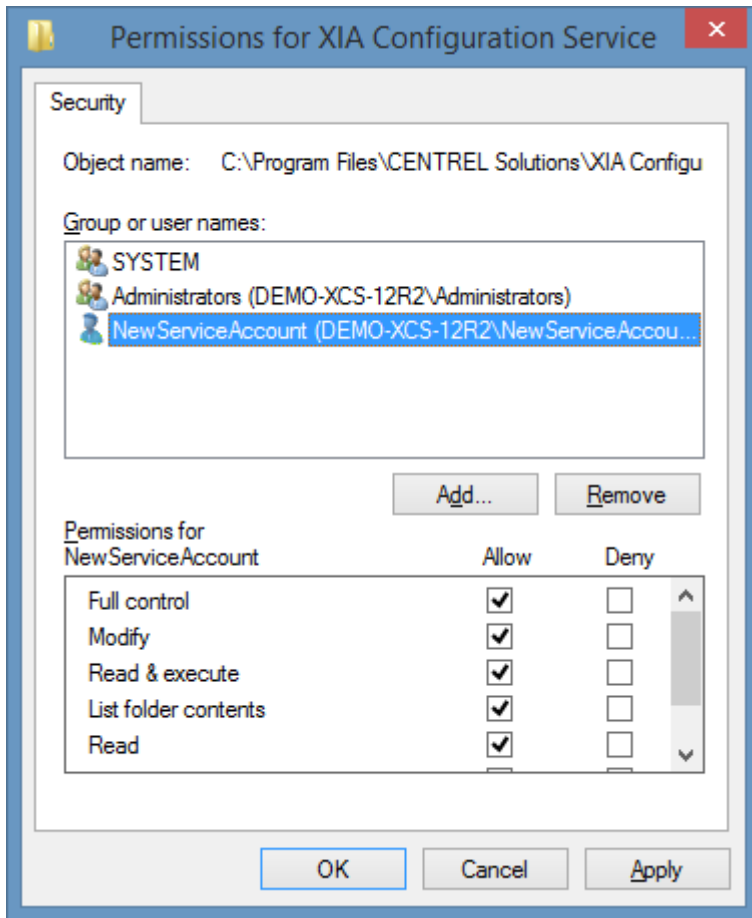 Permissions for XIA Configuration Service
Security
Object name: C:\Program Files\CENTREL Solutions\XIA Configu
Group or user names:
SYSTEM
Administrators (DEMO-XCS-12R2\Administrators)
NewServiceAccount (DEMO-XCS-12R2\NewServiceAccou...
Add... Remove
Permissions for
NewServiceAccount Allow Deny
Full control
Modify
Read & execute
List folder contents
Read
OK Cancel Apply